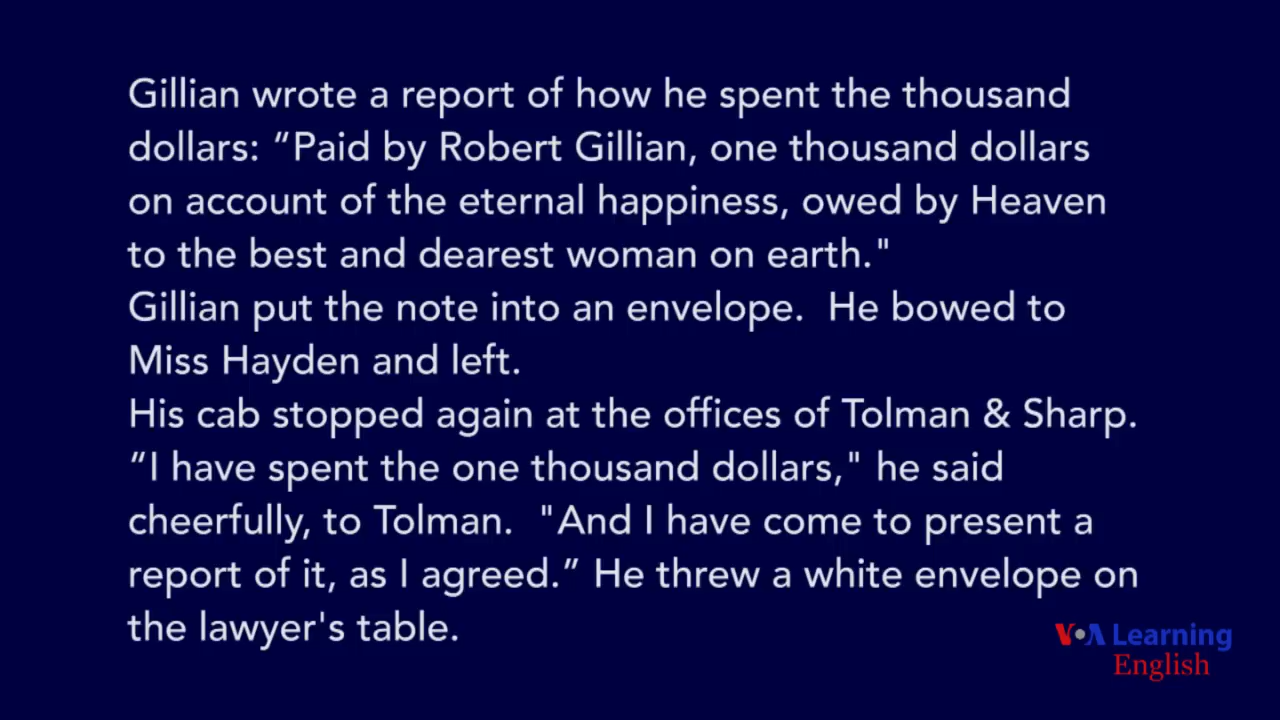 Gillian wrote a report of how he spent the thousand
dollars: “Paid by Robert Gillian, one thousand dollars
on account of the eternal happiness, owed by Heaven
to the best and dearest woman on earth."
Gillian put the note into an envelope.  He bowed to
Miss Hayden and left.
His cab stopped again at the offices of Tolman & Sharp.
“I have spent the one thousand dollars," he said
cheerfully, to Tolman.  "And I have come to present a
report of it, as I agreed.” He threw a white envelope on
the lawyer's table.
VOA Learning
English